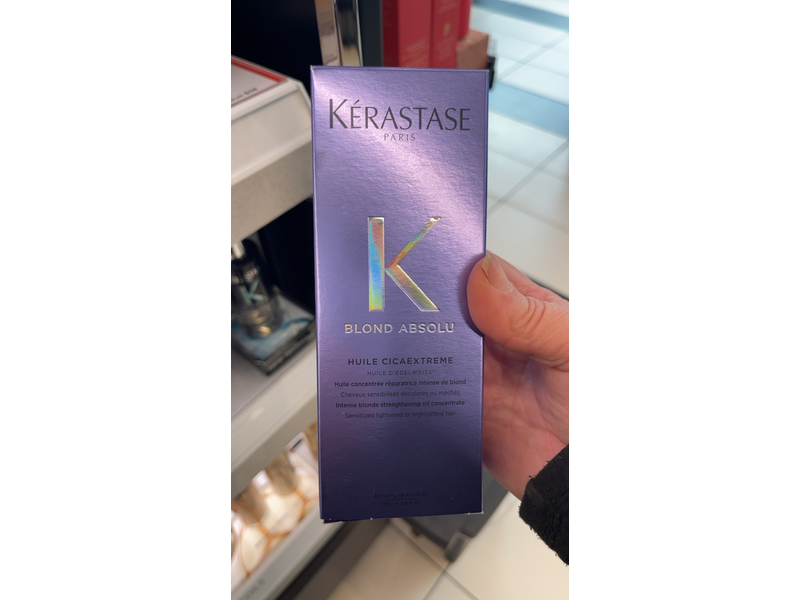 KÉRASTASE
PARIS
K
BLOND ABSOLU
HUILE CICAEXTREME
HUILE D'EDELWEISS
Huile concentrée réparatrice intense de blond
Cheveux sensibilisés décolorés ou méchés
Intense blonde strengthening oil concentrate
Sensitized lightened or highlighted hair